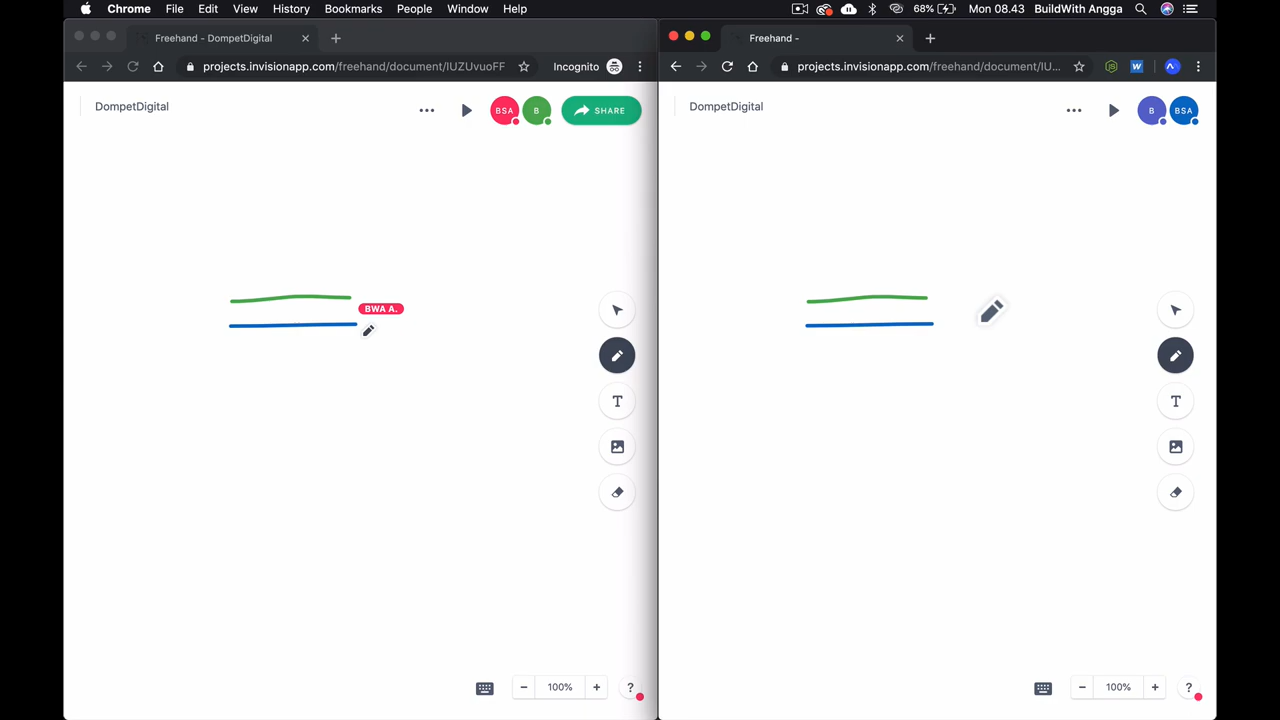 Chrome File Edit View History Bookmarks People Window Help 68% Mon 08.43 BuildWith Angga
Freehand - DompetDigital
projects.invisionapp.com/freehand/document/IUZUvuoFF Incognito
DompetDigital BSA B SHARE
BWA A.
T
100%
?
Freehand -
projects.invisionapp.com/freehand/document/IU...
DompetDigital B BSA
T
100%
?